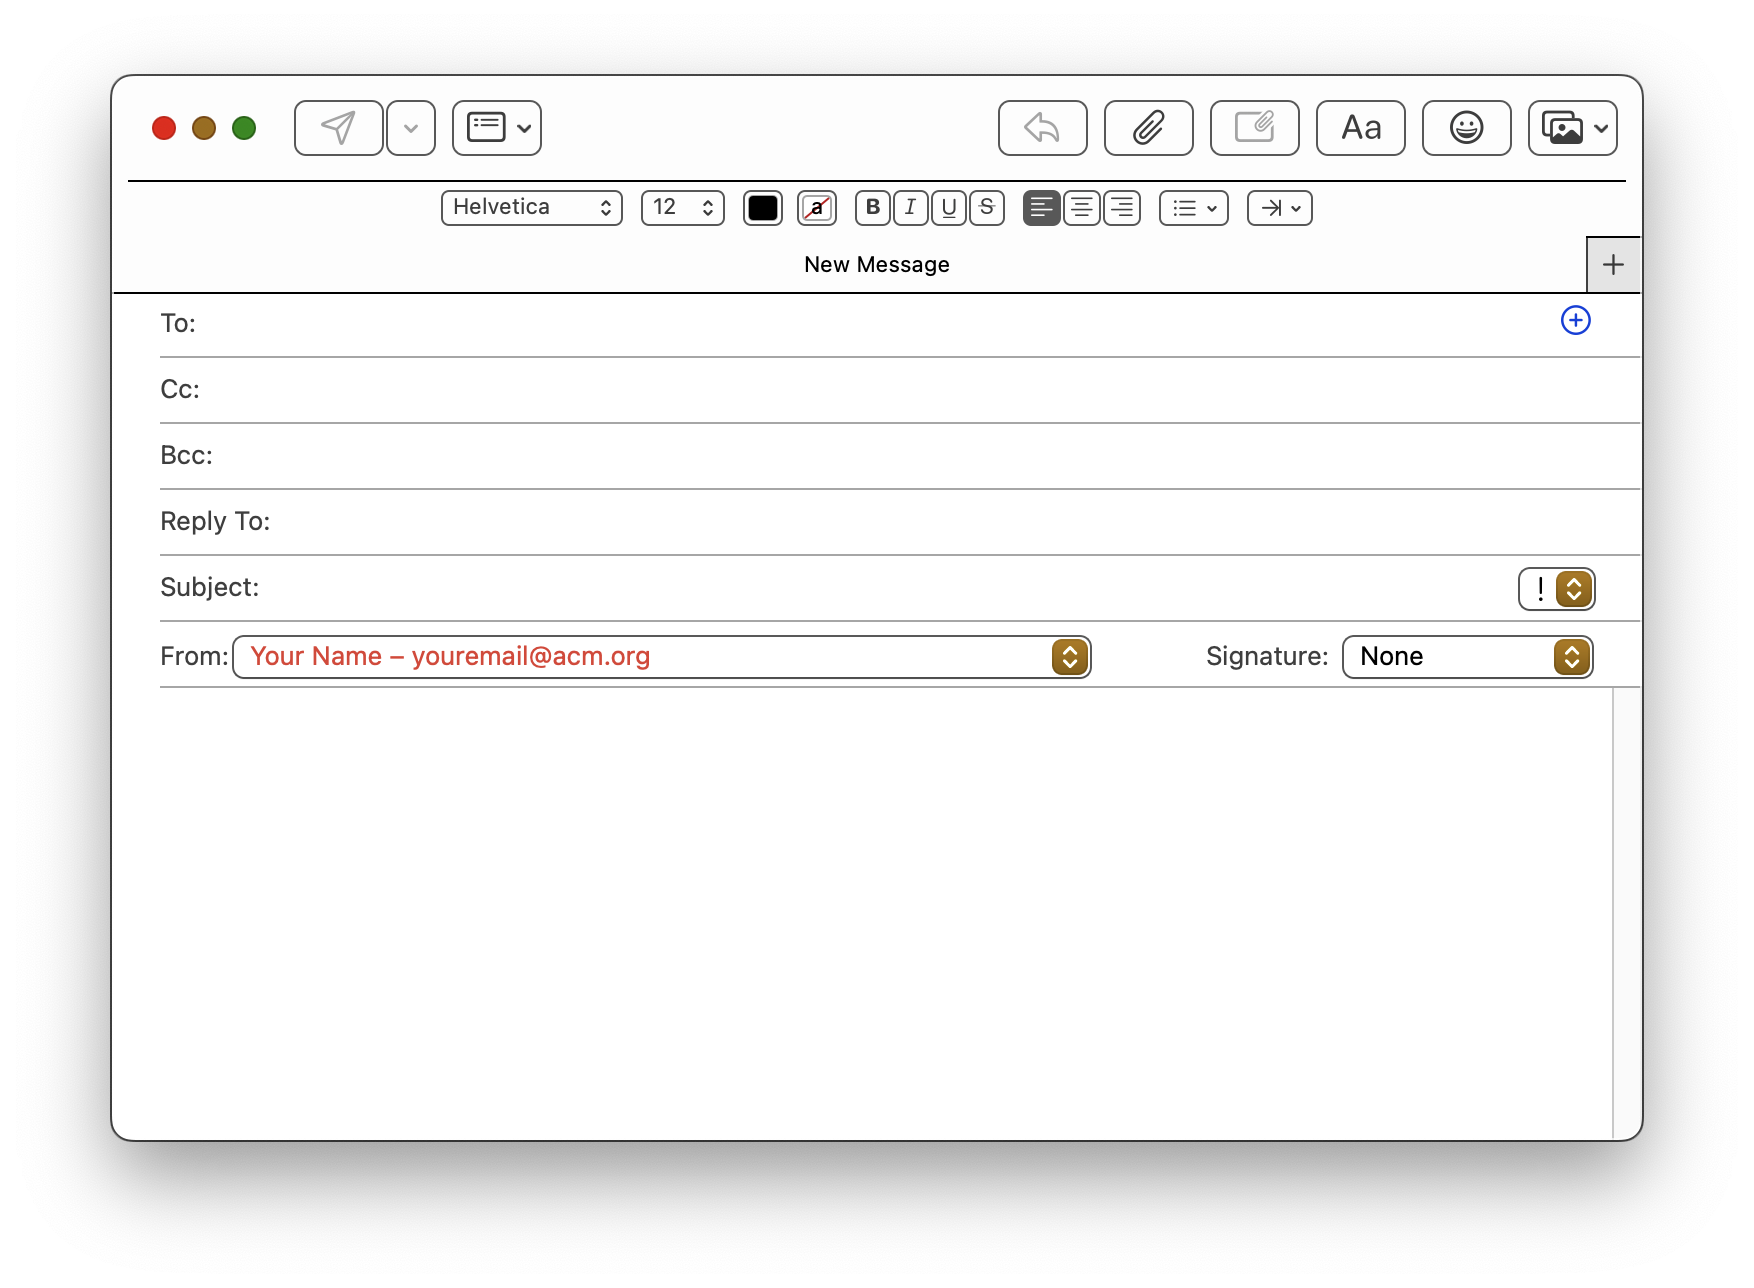 Aa
Helvetica 12 a B I U S
New Message
To:
Cc:
Bcc:
Reply To:
Subject: !
From: Your Name – youremail@acm.org Signature: None